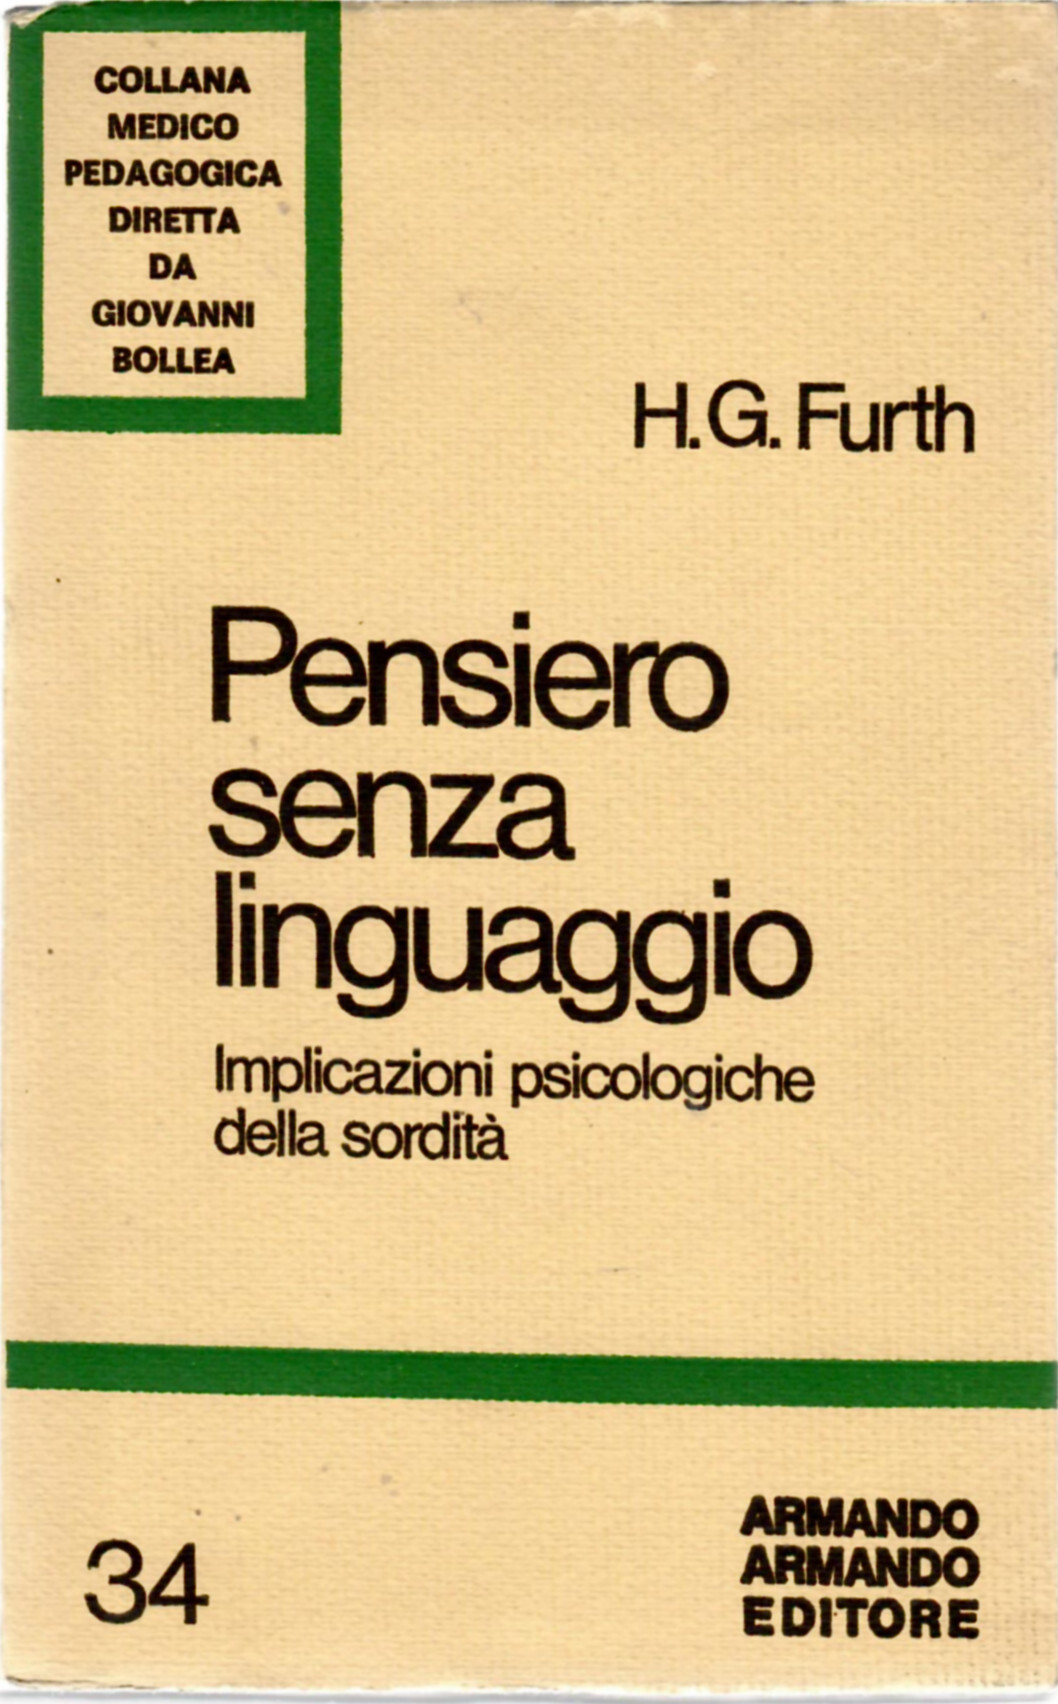 COLLANA
MEDICO
PEDAGOGICA
DIRETTA
DA
GIOVANNI
BOLLEA
H.G. Furth
Pensiero
senza
linguaggio
Implicazioni psicologiche
della sordità
34
ARMANDO
ARMANDO
EDITORE